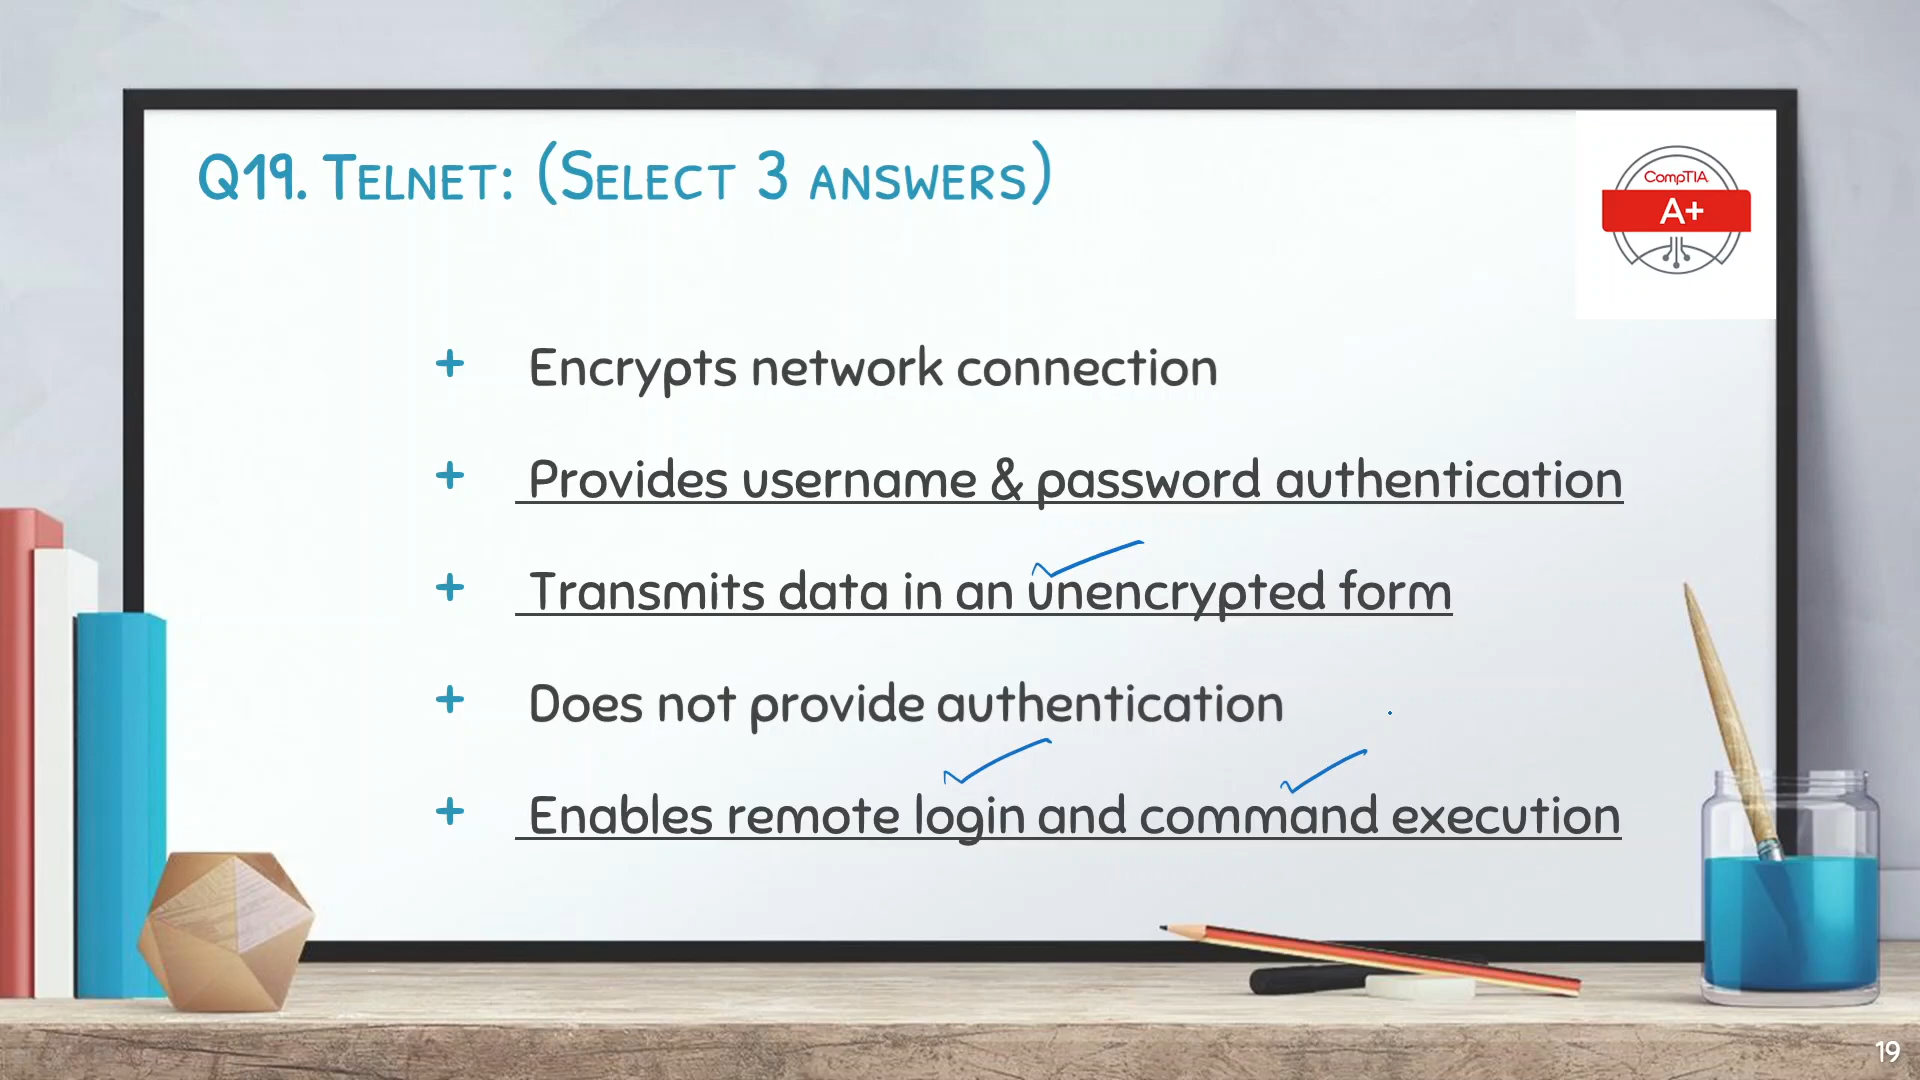 Q19. Telnet: (Select 3 answers)
CompTIA
A+
+ Encrypts network connection
+ Provides username & password authentication
+ Transmits data in an unencrypted form
+ Does not provide authentication
+ Enables remote login and command execution
19